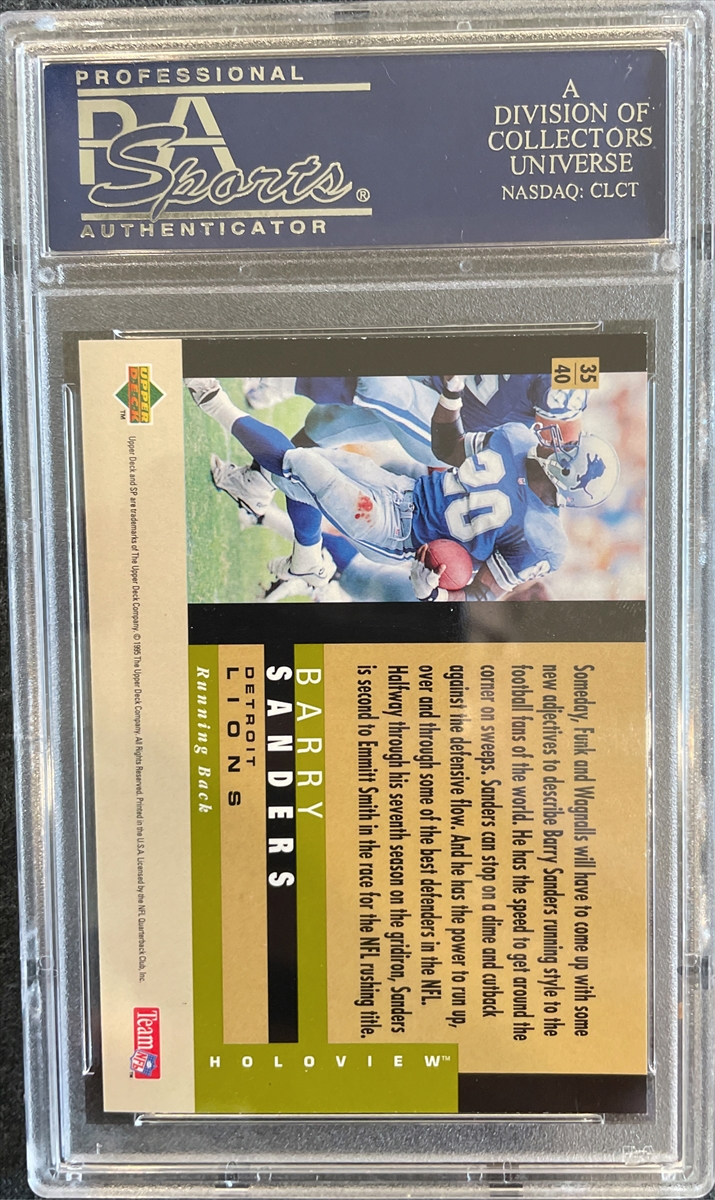 PROFESSIONAL
PSA
Sports®
AUTHENTICATOR
A
DIVISION OF
COLLECTORS
UNIVERSE
NASDAQ: CLCT
35
40
20
Someday, Funk and Wagnalls will have to come up with some
new adjectives to describe Barry Sanders running style to the
football fans of the world. He has the speed to get around the
corner on sweeps. Sanders can stop on a dime and cutback
against the defensive flow. And he has the power to run up,
over and through some of the best defenders in the NFL.
Halfway through his seventh season on the gridiron, Sanders
is second to Emmitt Smith in the race for the NFL rushing title.
BARRY
SANDERS
DETROIT
LIONS
Running Back
HOLOVIEW™
UPPER
DECK™
Upper Deck and SP are trademarks of The Upper Deck Company. © 1995 The Upper Deck Company. All Rights Reserved. Printed in the U.S.A. Licensed by the NFL Quarterback Club, Inc.
Team NFL™